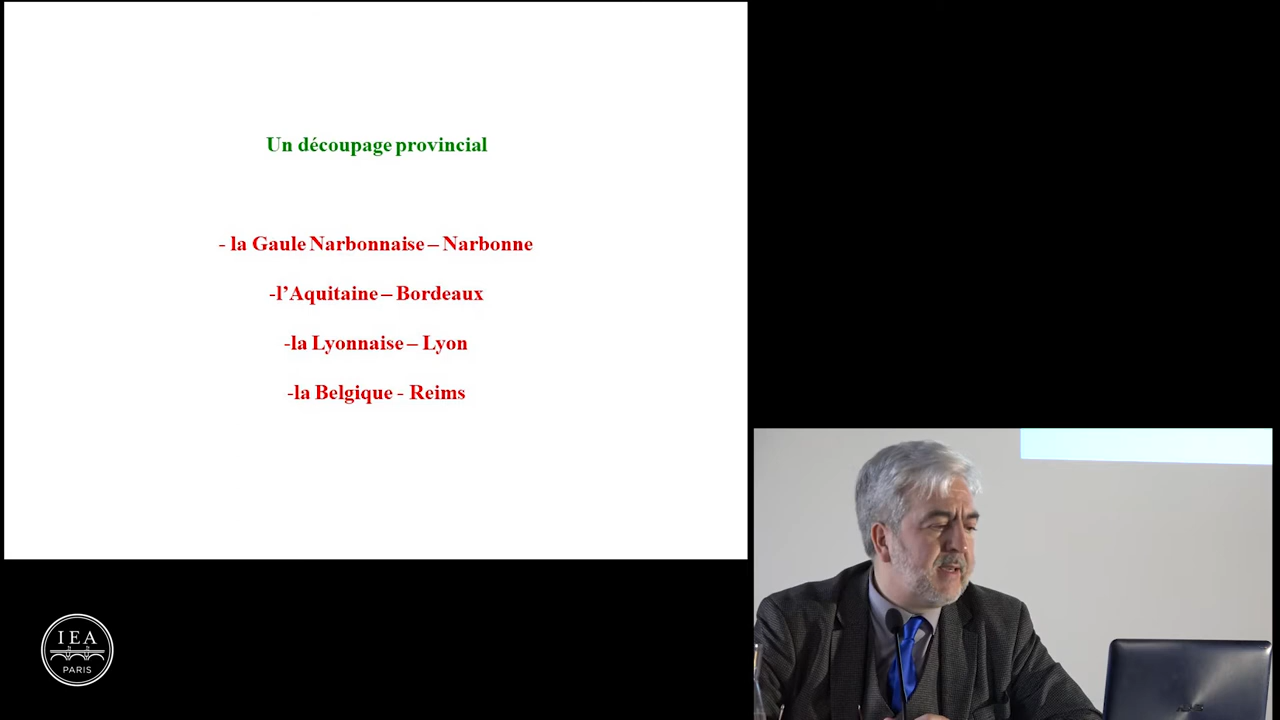 Un découpage provincial
- la Gaule Narbonnaise – Narbonne
-l’Aquitaine – Bordeaux
-la Lyonnaise – Lyon
-la Belgique - Reims
IEA
PARIS